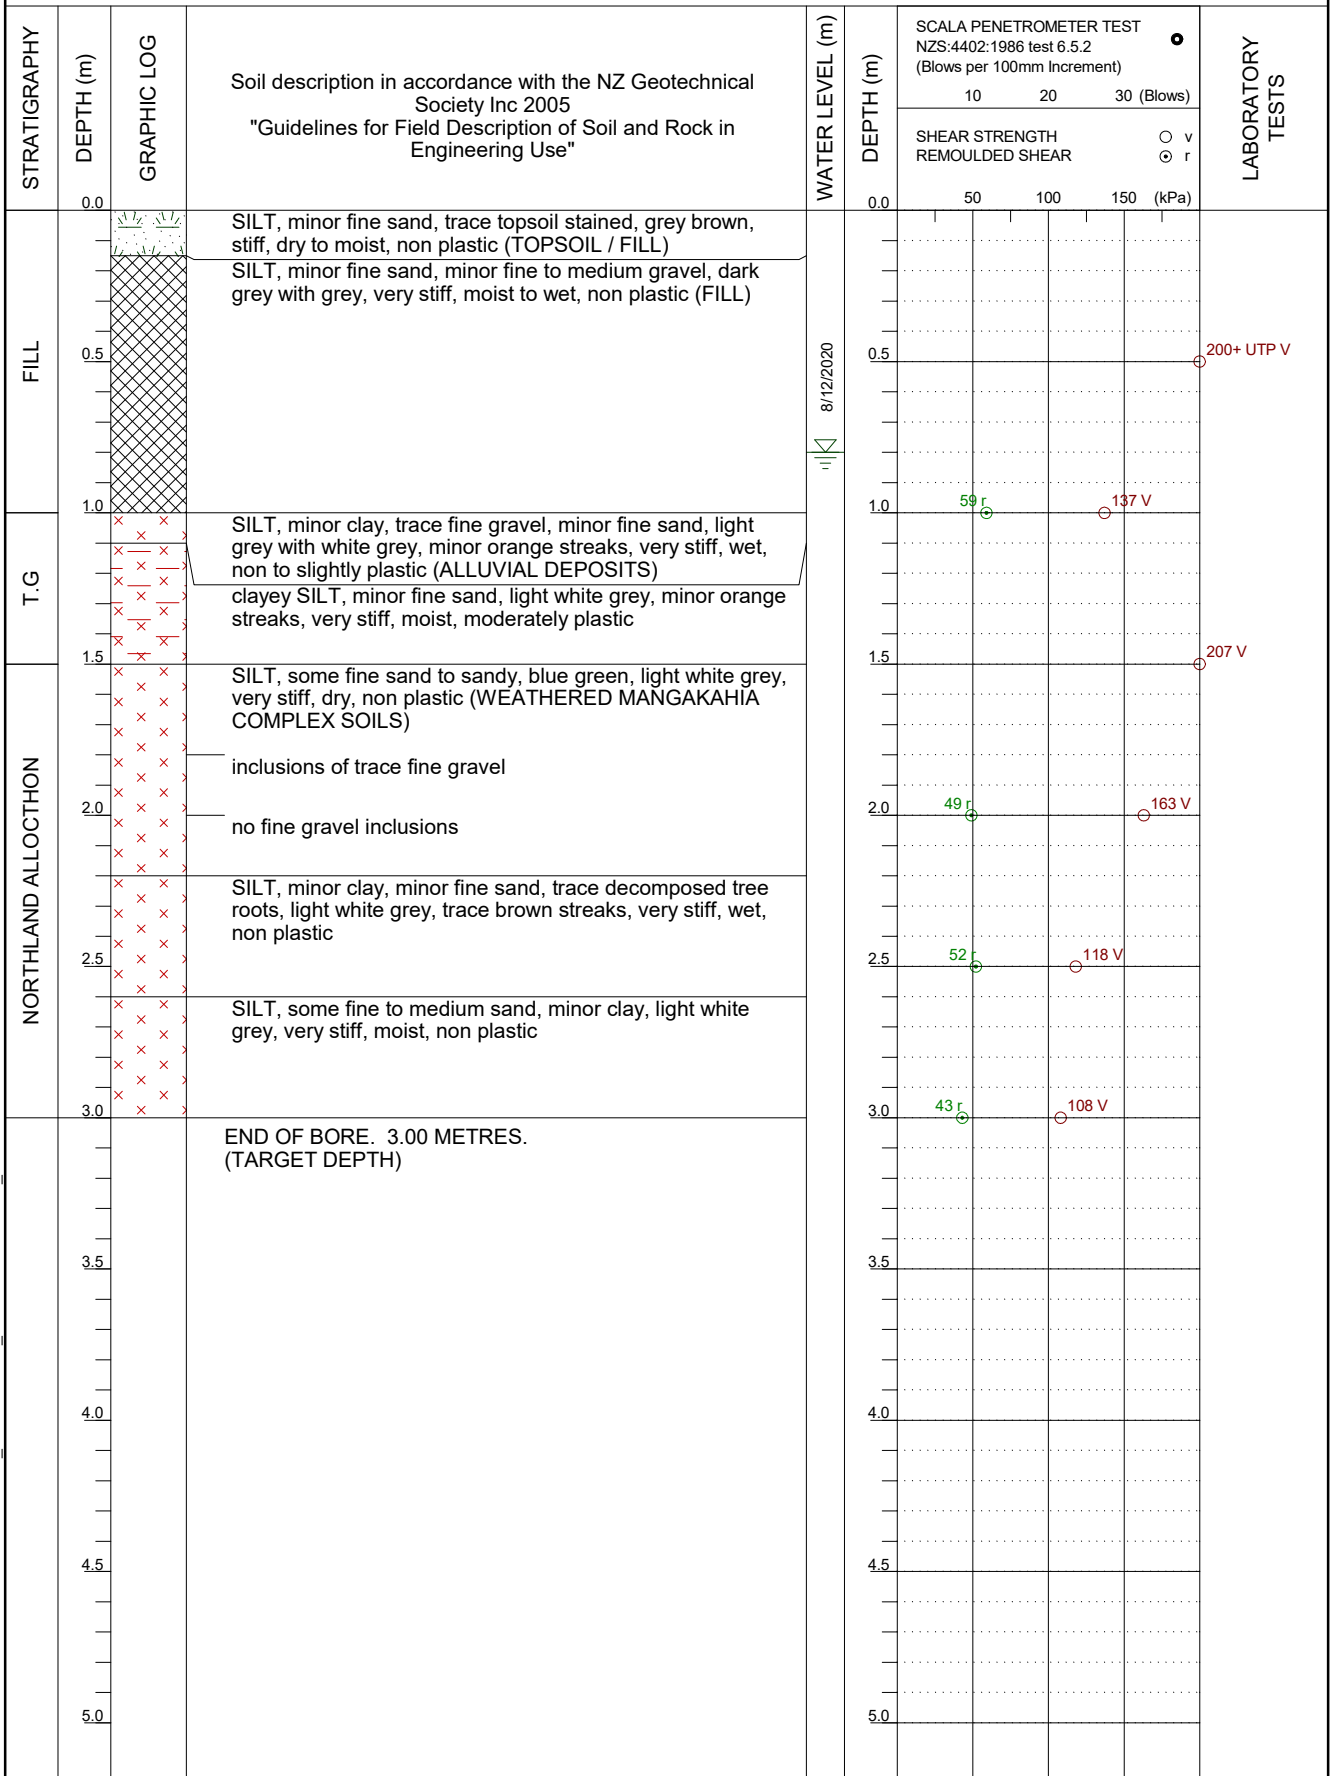 STRATIGRAPHY
DEPTH (m)
GRAPHIC LOG
Soil description in accordance with the NZ Geotechnical
Society Inc 2005
"Guidelines for Field Description of Soil and Rock in
Engineering Use"
WATER LEVEL (m)
DEPTH (m)
SCALA PENETROMETER TEST
NZS:4402:1986 test 6.5.2
(Blows per 100mm Increment)
10 20 30 (Blows)
SHEAR STRENGTH v
REMOULDED SHEAR r
50 100 150 (kPa)
LABORATORY
TESTS
0.0 0.0
SILT, minor fine sand, trace topsoil stained, grey brown,
stiff, dry to moist, non plastic (TOPSOIL / FILL)
SILT, minor fine sand, minor fine to medium gravel, dark
grey with grey, very stiff, moist to wet, non plastic (FILL)
FILL
8/12/2020
0.5 0.5 200+ UTP V
1.0 1.0 59 r 137 V
SILT, minor clay, trace fine gravel, minor fine sand, light
grey with white grey, minor orange streaks, very stiff, wet,
non to slightly plastic (ALLUVIAL DEPOSITS)
T.G
clayey SILT, minor fine sand, light white grey, minor orange
streaks, very stiff, moist, moderately plastic
1.5 1.5 207 V
SILT, some fine sand to sandy, blue green, light white grey,
very stiff, dry, non plastic (WEATHERED MANGAKAHIA
COMPLEX SOILS)
inclusions of trace fine gravel
NORTHLAND ALLOCTHON
2.0 2.0 49 r 163 V
no fine gravel inclusions
SILT, minor clay, minor fine sand, trace decomposed tree
roots, light white grey, trace brown streaks, very stiff, wet,
non plastic
2.5 2.5 52 r 118 V
SILT, some fine to medium sand, minor clay, light white
grey, very stiff, moist, non plastic
3.0 3.0 43 r 108 V
END OF BORE. 3.00 METRES.
(TARGET DEPTH)
3.5 3.5
4.0 4.0
4.5 4.5
5.0 5.0